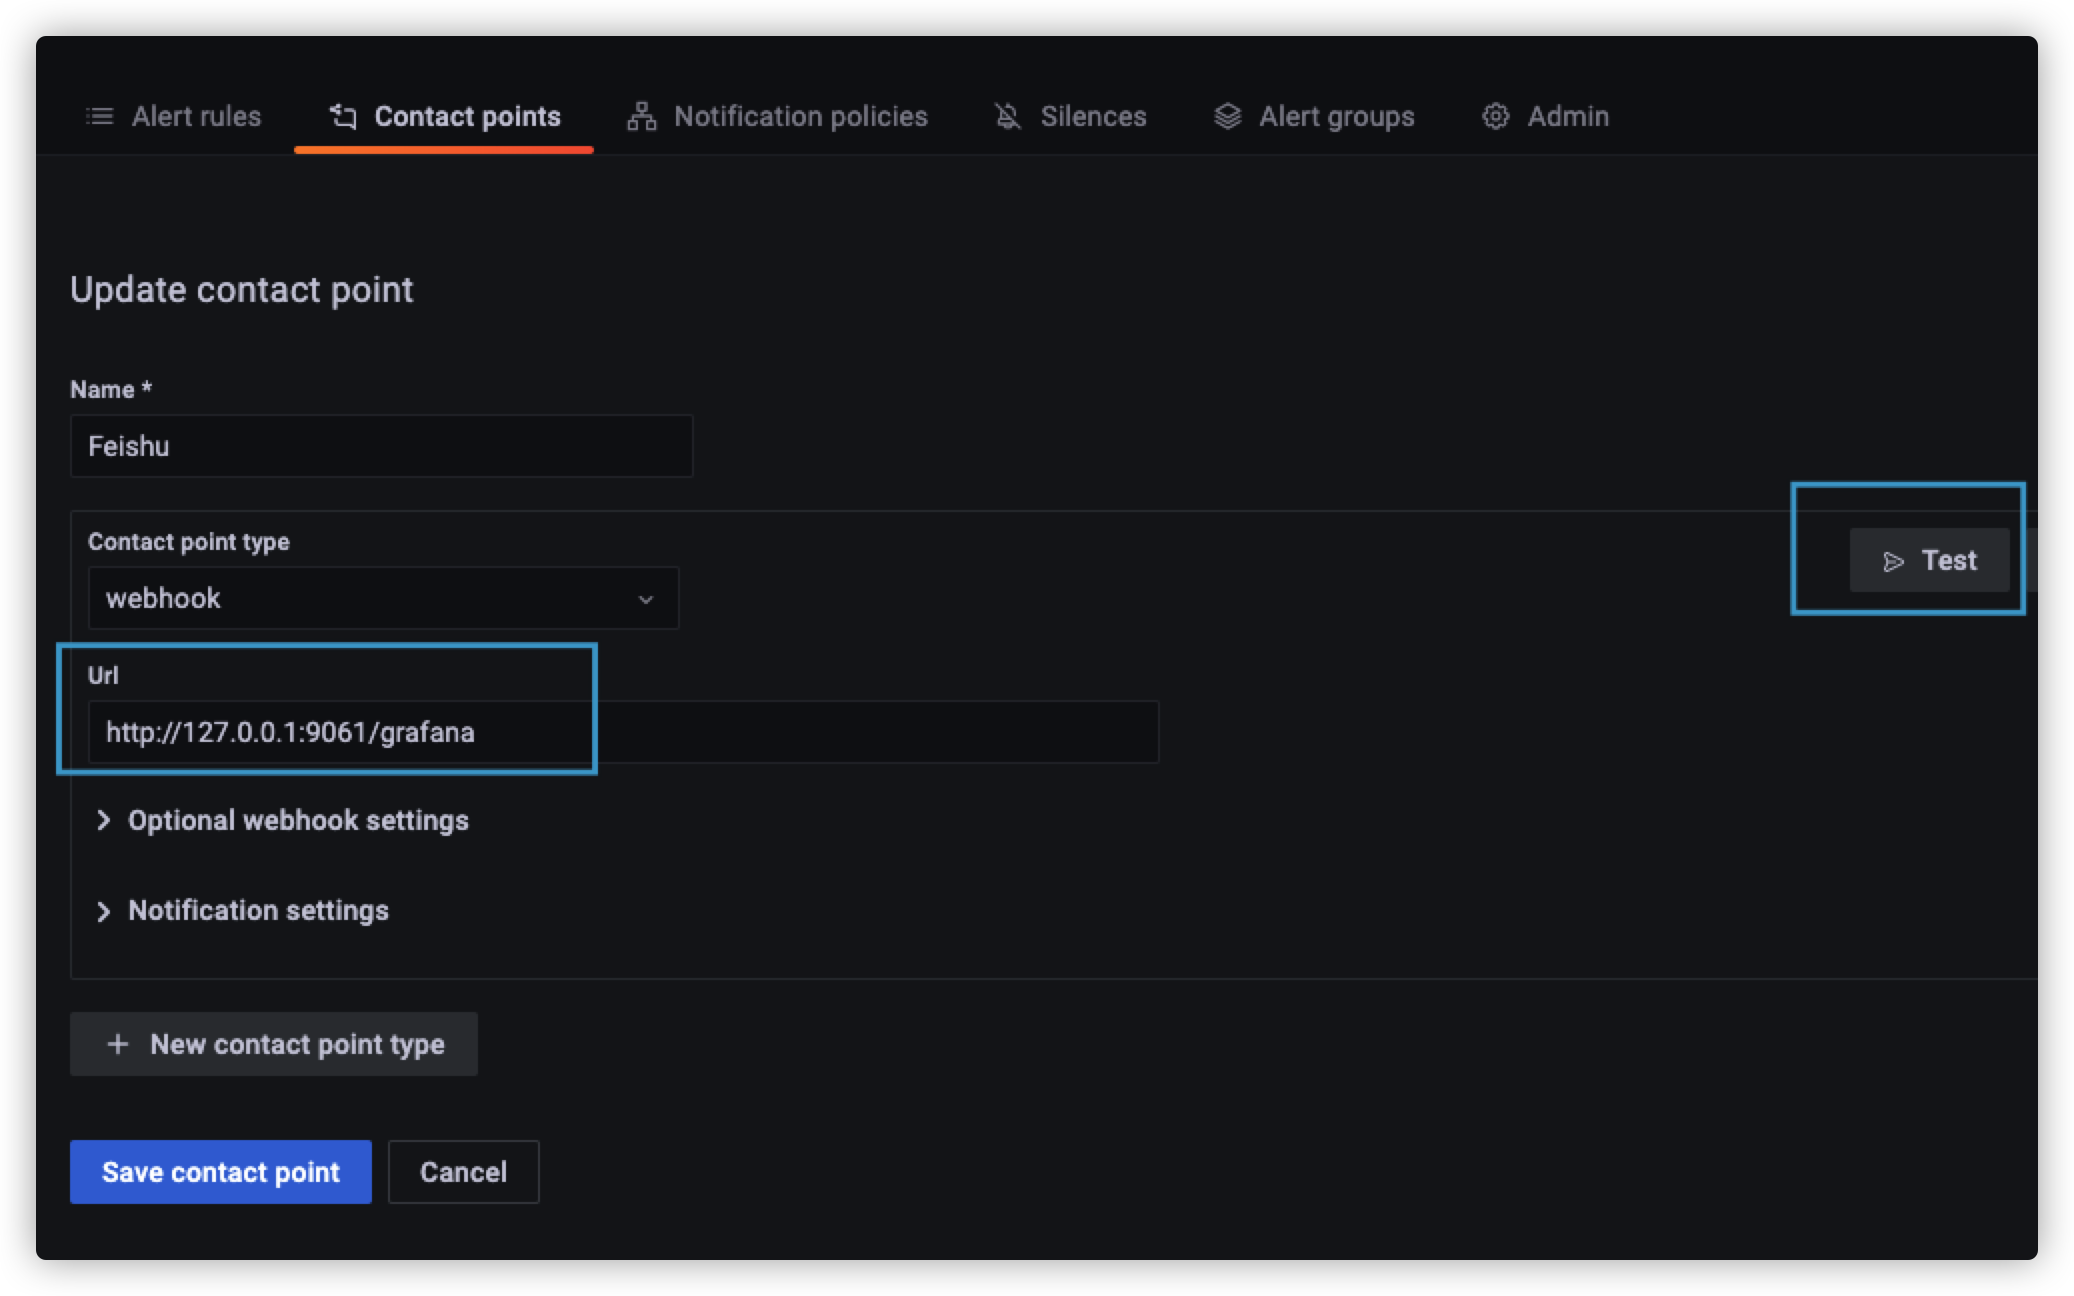 Alert rules Contact points Notification policies Silences Alert groups Admin
Update contact point
Name *
Feishu
Contact point type
webhook
Test
Url
http://127.0.0.1:9061/grafana
Optional webhook settings
Notification settings
New contact point type
Save contact point Cancel